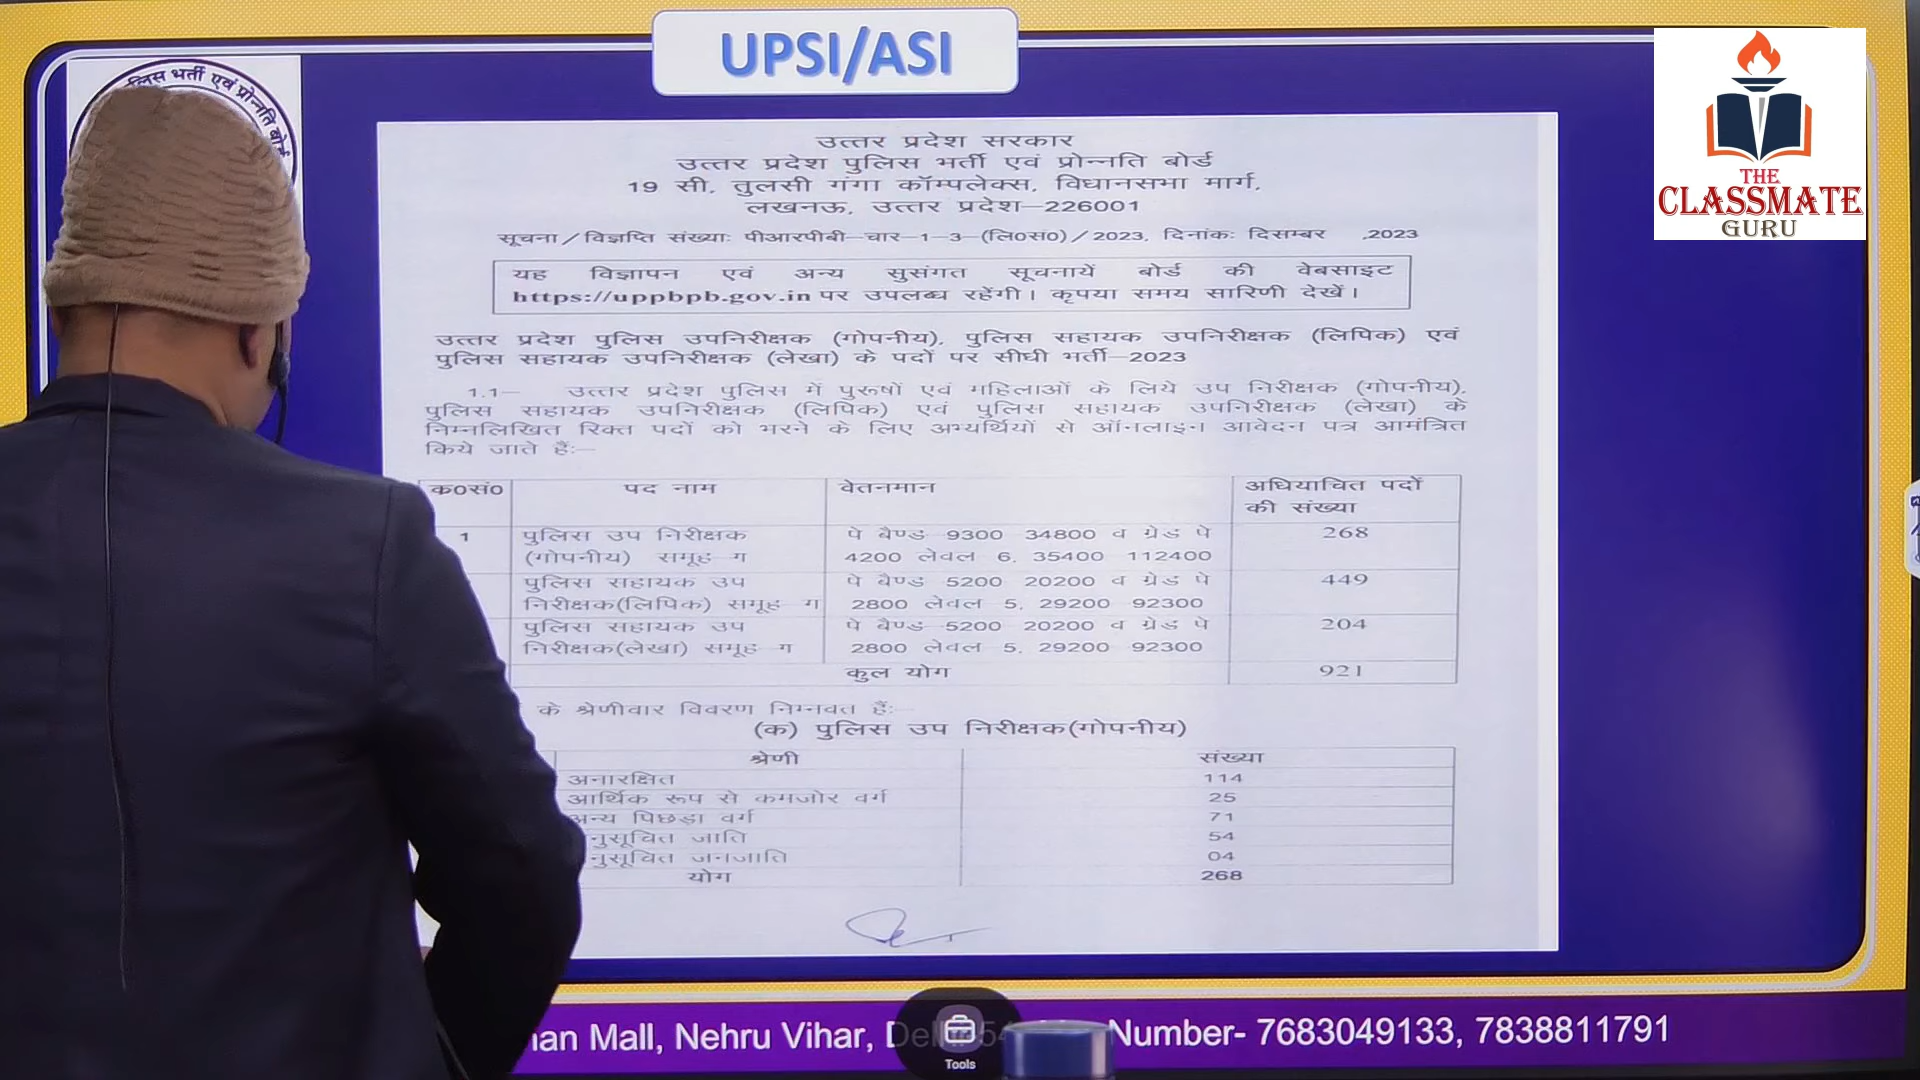 UPSI/ASI
पुलिस भर्ती एवं प्रोन्नति बोर्ड
THE
CLASSMATE
GURU
उत्तर प्रदेश सरकार
उत्तर प्रदेश पुलिस भर्ती एवं प्रोन्नति बोर्ड
19 सी, तुलसी गंगा कॉम्पलेक्स, विधानसभा मार्ग,
लखनऊ, उत्तर प्रदेश–226001
सूचना/विज्ञप्ति संख्याः पीआरपीबी–चार–1–3–(लि0सं0)/2023, दिनांकः दिसम्बर ,2023
यह विज्ञापन एवं अन्य सुसंगत सूचनायें बोर्ड की वेबसाइट
https://uppbpb.gov.in पर उपलब्ध रहेंगी। कृपया समय सारिणी देखें।
उत्तर प्रदेश पुलिस उपनिरीक्षक (गोपनीय), पुलिस सहायक उपनिरीक्षक (लिपिक) एवं
पुलिस सहायक उपनिरीक्षक (लेखा) के पदों पर सीधी भर्ती–2023
1.1– उत्तर प्रदेश पुलिस में पुरूषों एवं महिलाओं के लिये उप निरीक्षक (गोपनीय),
पुलिस सहायक उपनिरीक्षक (लिपिक) एवं पुलिस सहायक उपनिरीक्षक (लेखा) के
निम्नलिखित रिक्त पदों को भरने के लिए अभ्यर्थियों से ऑनलाइन आवेदन पत्र आमंत्रित
किये जाते हैंः–
क0सं0 पद नाम वेतनमान अधियाचित पदों
की संख्या
1 पुलिस उप निरीक्षक पे बैण्ड 9300 34800 व ग्रेड पे 268
(गोपनीय) समूह ग 4200 लेवल 6, 35400 112400
पुलिस सहायक उप पे बैण्ड 5200 20200 व ग्रेड पे 449
निरीक्षक(लिपिक) समूह ग 2800 लेवल 5, 29200 92300
पुलिस सहायक उप पे बैण्ड 5200 20200 व ग्रेड पे 204
निरीक्षक(लेखा) समूह ग 2800 लेवल 5, 29200 92300
कुल योग 921
के श्रेणीवार विवरण निम्नवत हैंः–
(क) पुलिस उप निरीक्षक(गोपनीय)
श्रेणी संख्या
अनारक्षित 114
आर्थिक रूप से कमजोर वर्ग 25
अन्य पिछड़ा वर्ग 71
नुसूचित जाति 54
नुसूचित जनजाति 04
योग 268
Mall, Nehru Vihar, Number- 7683049133, 7838811791
Tools